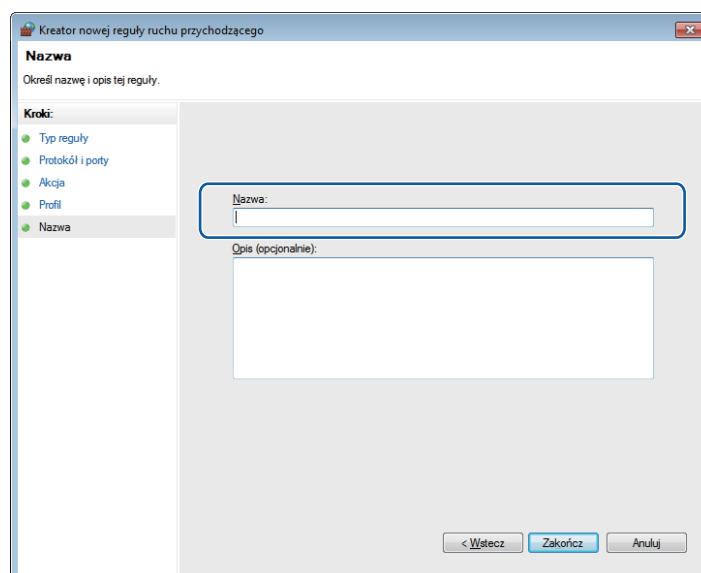 Kreator nowej reguły ruchu przychodzącego
Nazwa
Określ nazwę i opis tej reguły.
Kroki:
Typ reguły
Protokół i porty
Akcja
Profil
Nazwa
Nazwa:
Opis (opcjonalnie):
< Wstecz
Zakończ
Anuluj